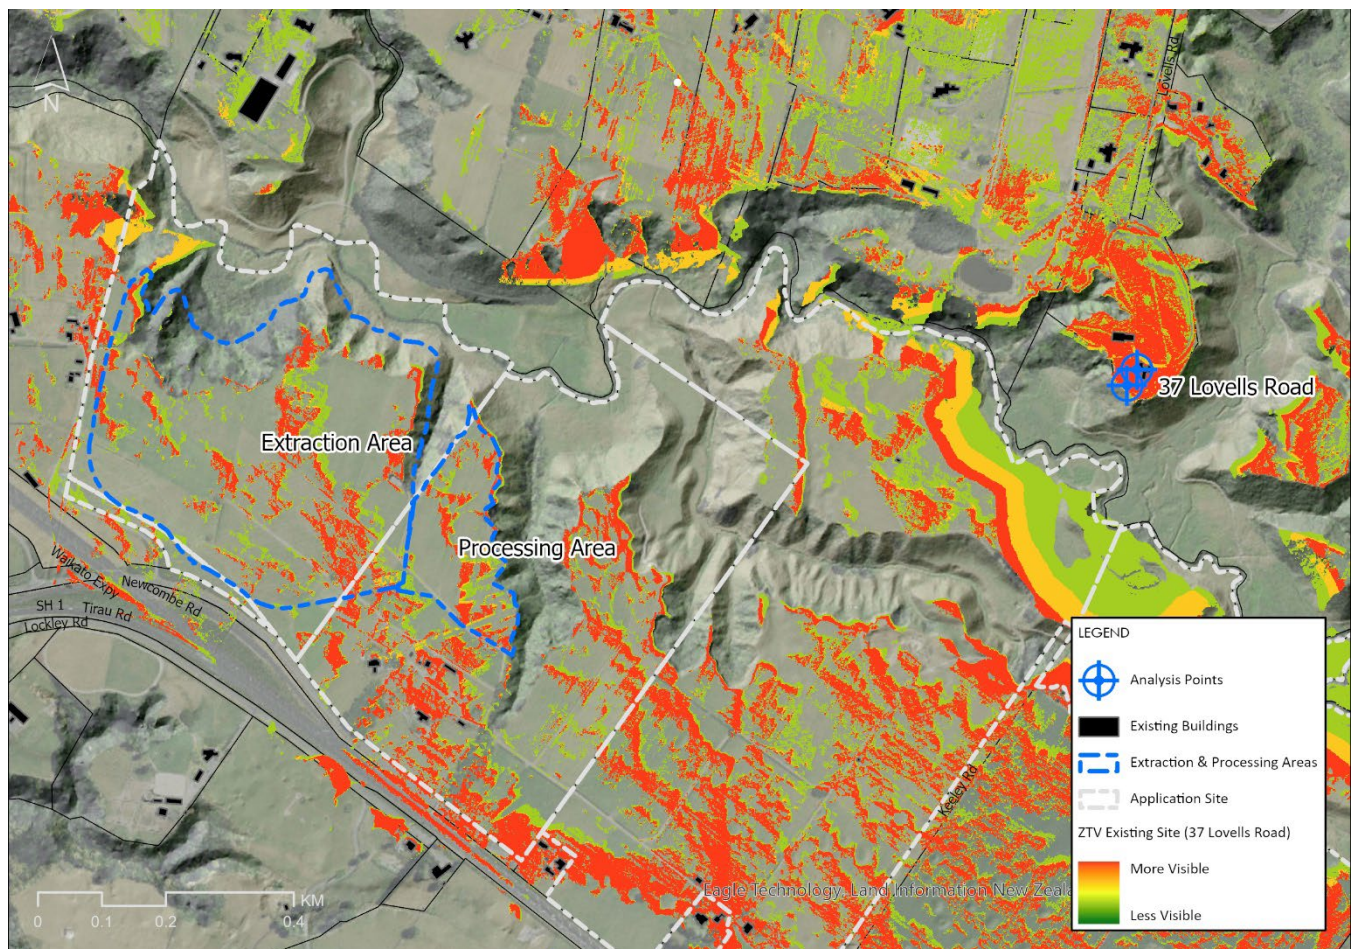 N
Lovells Rd
37 Lovells Road
Extraction Area
Processing Area
Waikato Expy
Newcombe Rd
SH 1
Tirau Rd
Lockley Rd
Keeley Rd
LEGEND
Analysis Points
Existing Buildings
Extraction & Processing Areas
Application Site
ZTV Existing Site (37 Lovells Road)
More Visible
Less Visible
KM
0 0.1 0.2 0.4
Eagle Technology, Land Information New Zeala